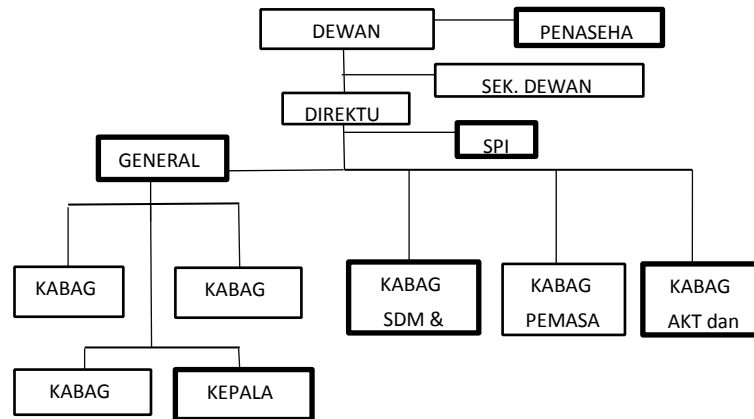 DEWAN
PENASEHA
SEK. DEWAN
DIREKTU
SPI
GENERAL
KABAG
KABAG
KABAG
SDM &
KABAG
PEMASA
KABAG
AKT dan
KABAG
KEPALA